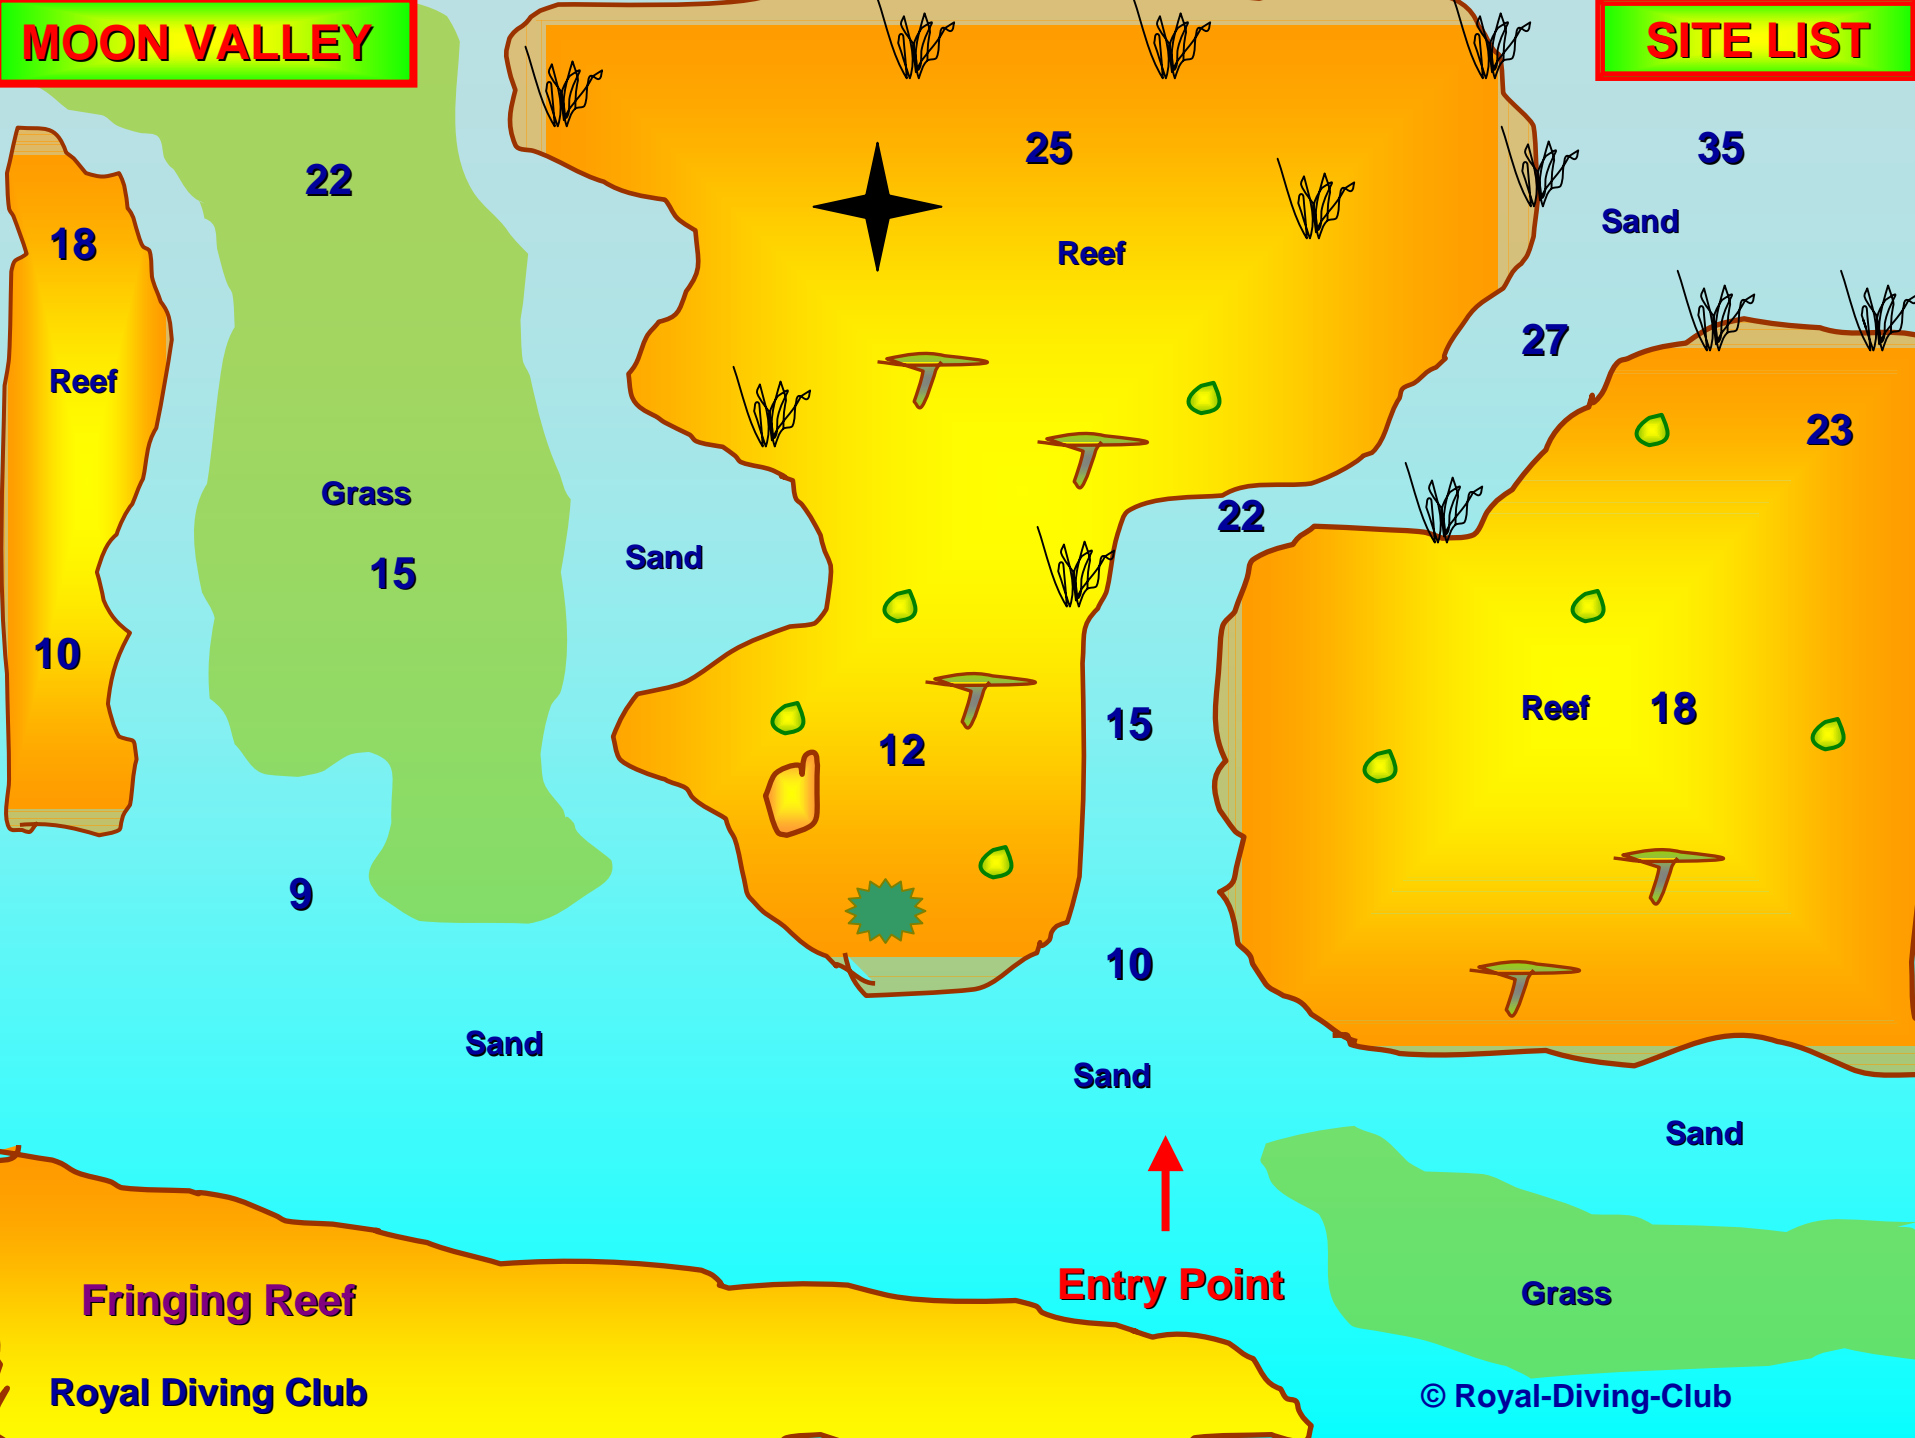 MOON VALLEY
SITE LIST
25
35
22
Sand
18
Reef
27
Reef
23
Grass
22
Sand
15
10
Reef
18
15
12
9
10
Sand
Sand
Sand
Entry Point
Grass
Fringing Reef
Royal Diving Club
© Royal-Diving-Club